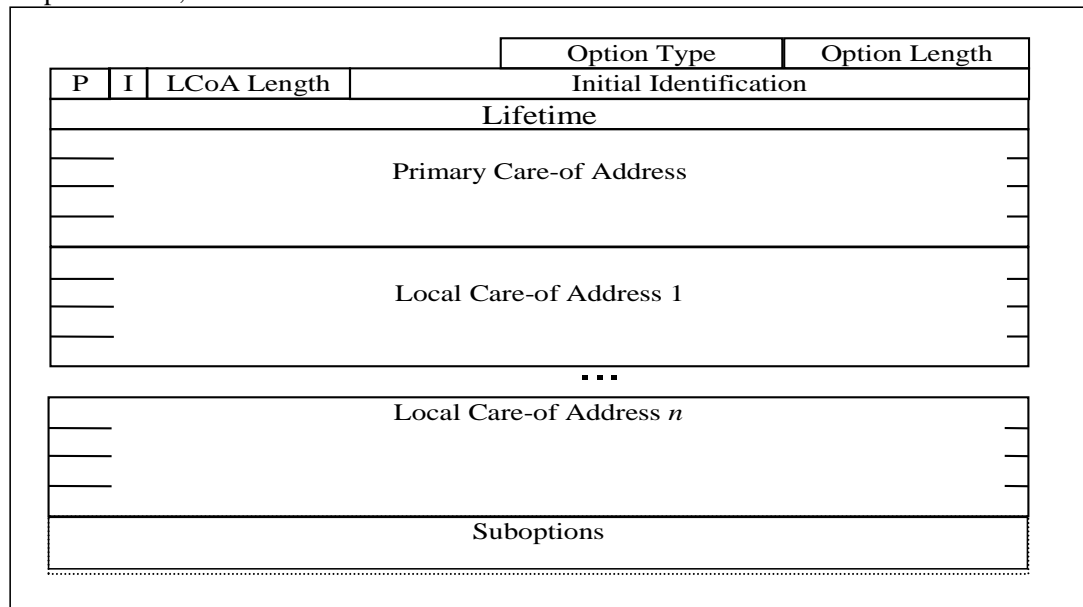 Option Type Option Length
P I LCoA Length Initial Identification
Lifetime
Primary Care-of Address
Local Care-of Address 1
...
Local Care-of Address n
Suboptions